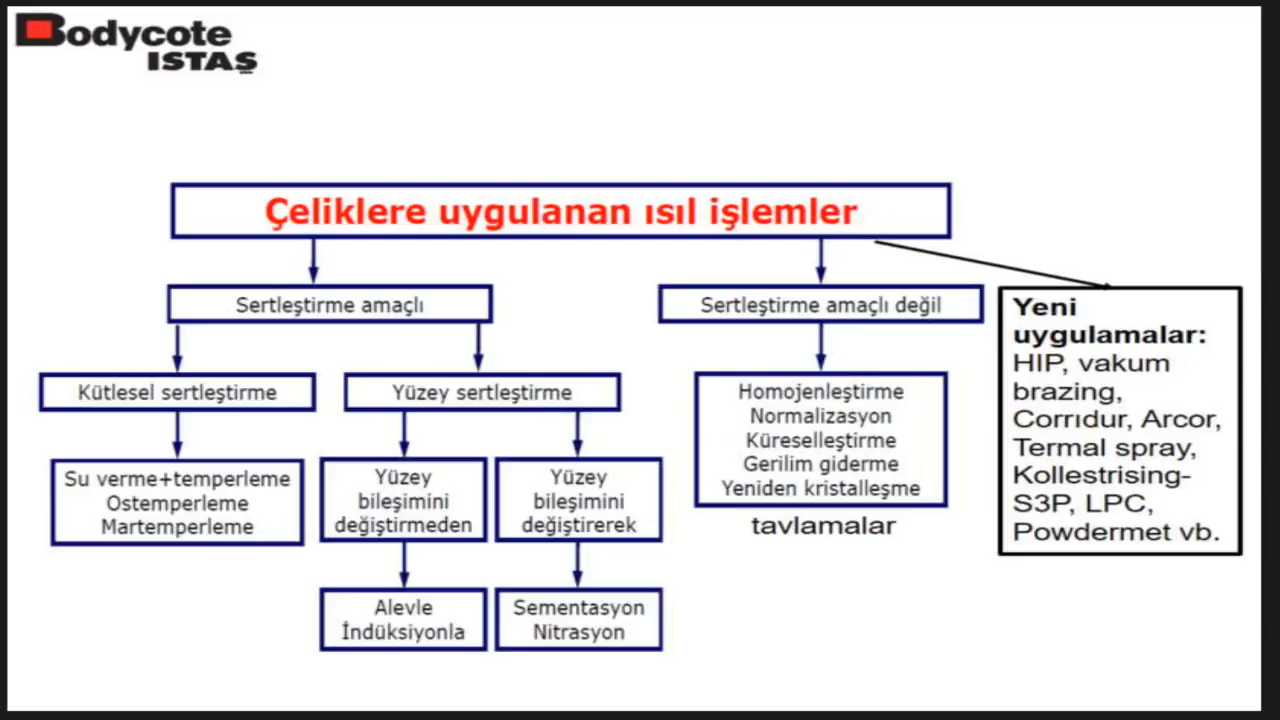 Bodycote
ISTAŞ
Çeliklere uygulanan ısıl işlemler
Sertleştirme amaçlı
Sertleştirme amaçlı değil
Yeni
uygulamalar:
HIP, vakum
brazing,
Corrıdur, Arcor,
Termal spray,
Kollestrising-
S3P, LPC,
Powdermet vb.
Kütlesel sertleştirme
Yüzey sertleştirme
Homojenleştirme
Normalizasyon
Küreselleştirme
Gerilim giderme
Yeniden kristalleşme
tavlamalar
Su verme+temperleme
Ostemperleme
Martemperleme
Yüzey
bileşimini
değiştirmeden
Yüzey
bileşimini
değiştirerek
Alevle
İndüksiyonla
Sementasyon
Nitrasyon